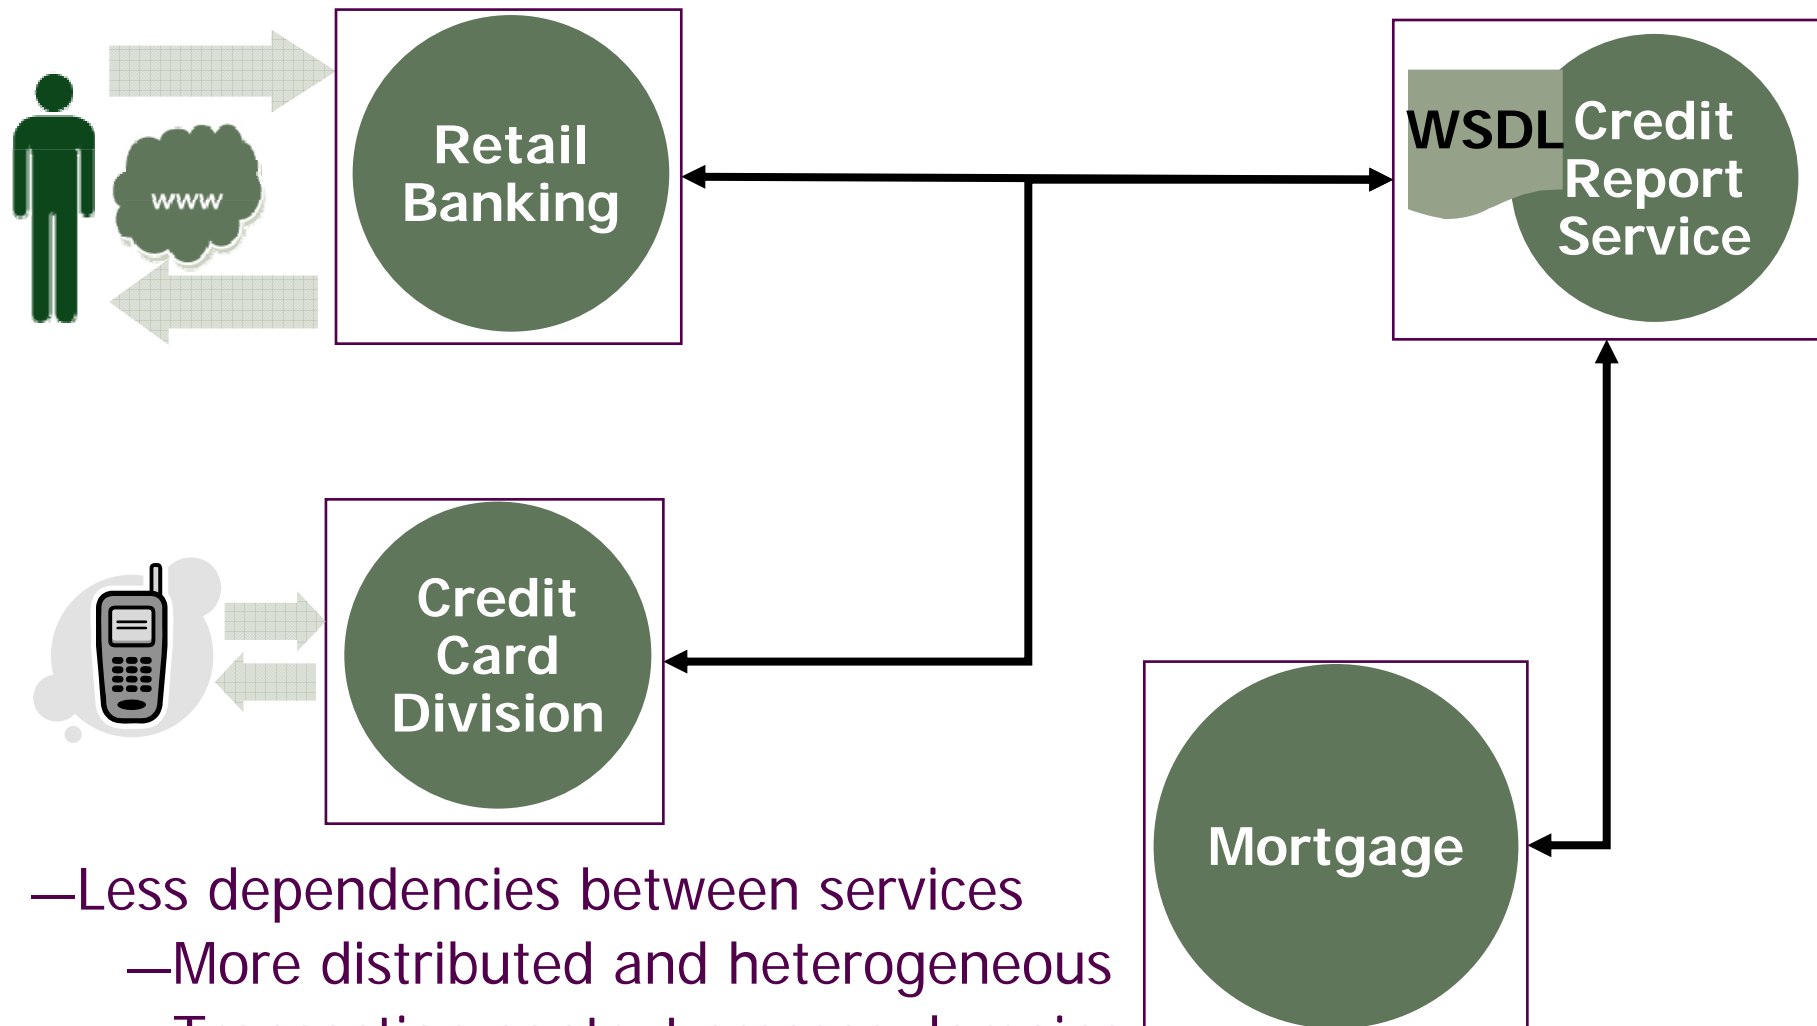 Retail
Banking
www
WSDL
Credit
Report
Service
Credit
Card
Division
Mortgage
—Less dependencies between services
—More distributed and heterogeneous